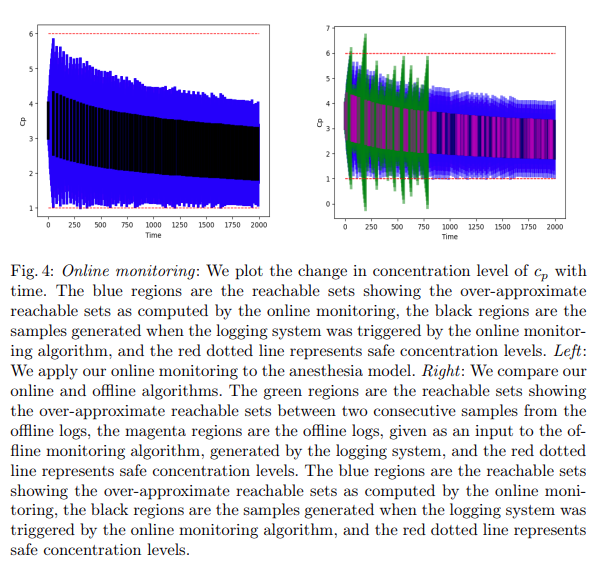 6
5
4
3
2
1
Cp
0 250 500 750 1000 1250 1500 1750 2000
Time
7
6
5
4
3
2
1
0
Cp
0 250 500 750 1000 1250 1500 1750 2000
Time
Fig. 4: Online monitoring: We plot the change in concentration level of cp with
time. The blue regions are the reachable sets showing the over-approximate
reachable sets as computed by the online monitoring, the black regions are the
samples generated when the logging system was triggered by the online monitor-
ing algorithm, and the red dotted line represents safe concentration levels. Left:
We apply our online monitoring to the anesthesia model. Right: We compare our
online and offline algorithms. The green regions are the reachable sets showing
the over-approximate reachable sets between two consecutive samples from the
offline logs, the magenta regions are the offline logs, given as an input to the of-
fline monitoring algorithm, generated by the logging system, and the red dotted
line represents safe concentration levels. The blue regions are the reachable sets
showing the over-approximate reachable sets as computed by the online moni-
toring, the black regions are the samples generated when the logging system was
triggered by the online monitoring algorithm, and the red dotted line represents
safe concentration levels.